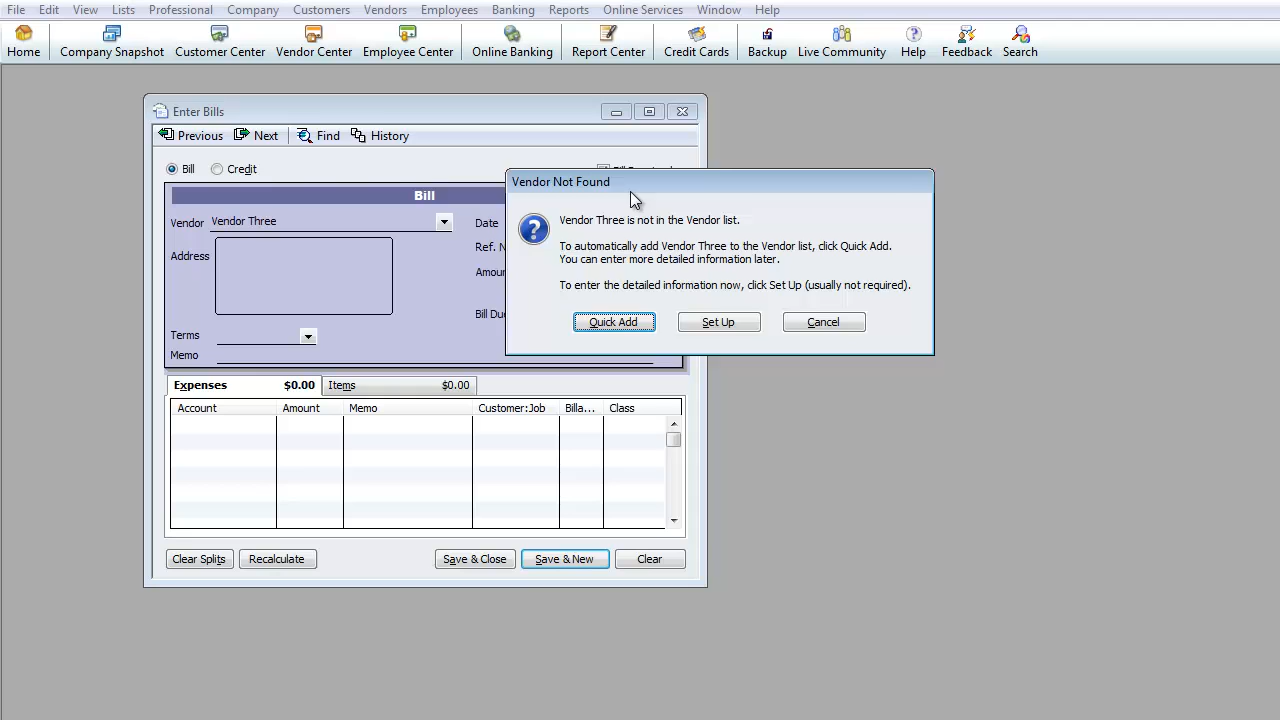 File Edit View Lists Professional Company Customers Vendors Employees Banking Reports Online Services Window Help
Home Company Snapshot Customer Center Vendor Center Employee Center Online Banking Report Center Credit Cards Backup Live Community Help Feedback Search
Enter Bills
Previous Next Find History
Bill Credit
Bill
Vendor Vendor Three Date
Address Ref. N
Amoun
Bill Du
Terms
Memo
Vendor Not Found
Vendor Three is not in the Vendor list.
To automatically add Vendor Three to the Vendor list, click Quick Add.
You can enter more detailed information later.
To enter the detailed information now, click Set Up (usually not required).
Quick Add Set Up Cancel
Expenses $0.00 Items $0.00
Account Amount Memo Customer:Job Billa... Class
Clear Splits Recalculate Save & Close Save & New Clear